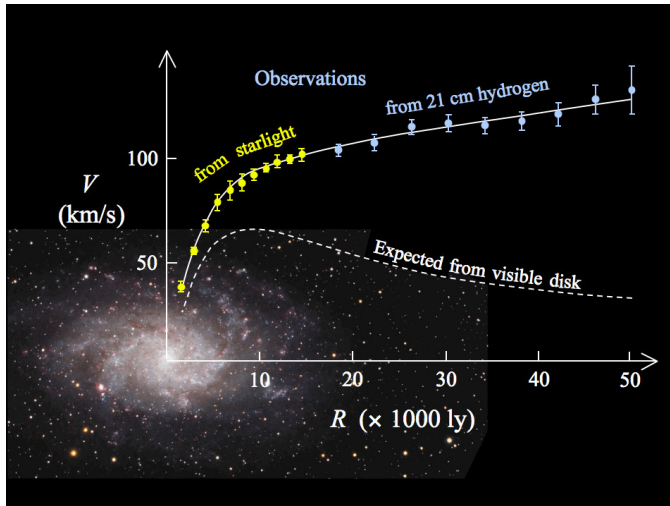 Observations
from 21 cm hydrogen
from starlight
100
V
(km/s)
50
Expected from visible disk
10
20
30
40
50
R (× 1000 ly)